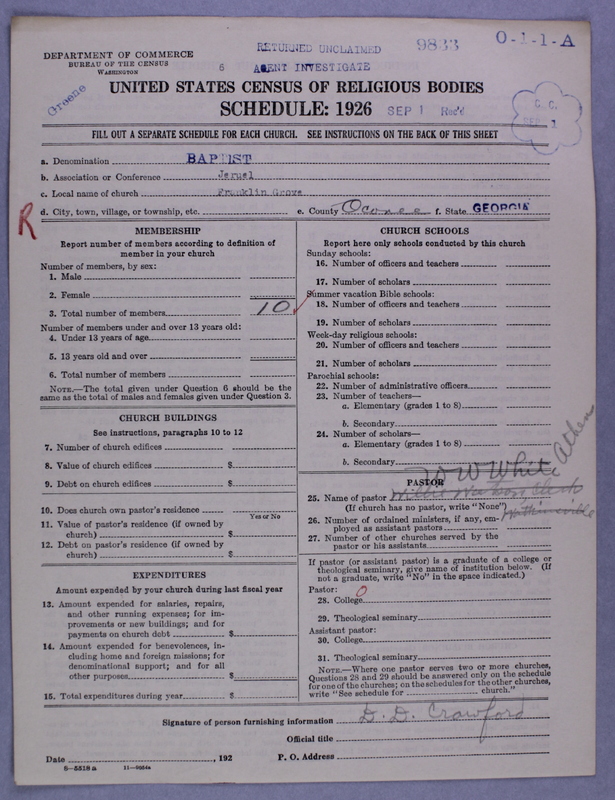 RETURNED UNCLAIMED 9833 O-1-1-A
DEPARTMENT OF COMMERCE
BUREAU OF THE CENSUS
WASHINGTON
6 AGENT INVESTIGATE
Greene
UNITED STATES CENSUS OF RELIGIOUS BODIES
SCHEDULE: 1926 SEP 1 Rec'd
C. C.
SEP 1
FILL OUT A SEPARATE SCHEDULE FOR EACH CHURCH. SEE INSTRUCTIONS ON THE BACK OF THIS SHEET
a. Denomination BAPTIST
b. Association or Conference Jeruel
c. Local name of church Franklin Grove
d. City, town, village, or township, etc. e. County Oconee f. State GEORGIA
R
MEMBERSHIP
Report number of members according to definition of
member in your church
Number of members, by sex:
1. Male
2. Female
3. Total number of members 10
Number of members under and over 13 years old:
4. Under 13 years of age
5. 13 years old and over
6. Total number of members
NOTE.—The total given under Question 6 should be
same as the total of males and females given under Question 3.
CHURCH BUILDINGS
See instructions, paragraphs 10 to 12
7. Number of church edifices
8. Value of church edifices $
9. Debt on church edifices $
10. Does church own pastor's residence
Yes or No
11. Value of pastor's residence (if owned by
church) $
12. Debt on pastor's residence (if owned by
church) $
EXPENDITURES
Amount expended by your church during last fiscal year
13. Amount expended for salaries, repairs,
and other running expenses; for im-
provements or new buildings; and for
payments on church debt $
14. Amount expended for benevolences, in-
cluding home and foreign missions; for
denominational support; and for all
other purposes $
15. Total expenditures during year $
CHURCH SCHOOLS
Report here only schools conducted by this church
Sunday schools:
16. Number of officers and teachers
17. Number of scholars
Summer vacation Bible schools:
18. Number of officers and teachers
19. Number of scholars
Week-day religious schools:
20. Number of officers and teachers
21. Number of scholars
Parochial schools:
22. Number of administrative officers
23. Number of teachers—
a. Elementary (grades 1 to 8)
b. Secondary
24. Number of scholars—
a. Elementary (grades 1 to 8)
b. Secondary
W W White Athen
PASTOR
25. Name of pastor Willie
(If church has no pastor, write "None") Watkinsville
26. Number of ordained ministers, if any, em-
ployed as assistant pastors
27. Number of other churches served by the
pastor or his assistants
If pastor (or assistant pastor) is a graduate of a college or
theological seminary, give name of institution below. (If
not a graduate, write "No" in the space indicated.)
Pastor: 0
28. College
29. Theological seminary
Assistant pastor:
30. College
31. Theological seminary
NOTE.—Where one pastor serves two or more churches,
Questions 28 and 29 should be answered only on the schedule
for one of the churches; on the schedules for the other churches,
write "See schedule for church."
Signature of person furnishing information D. D. Crawford
Official title
Date , 192 P. O. Address
6—5518a 11—9864a